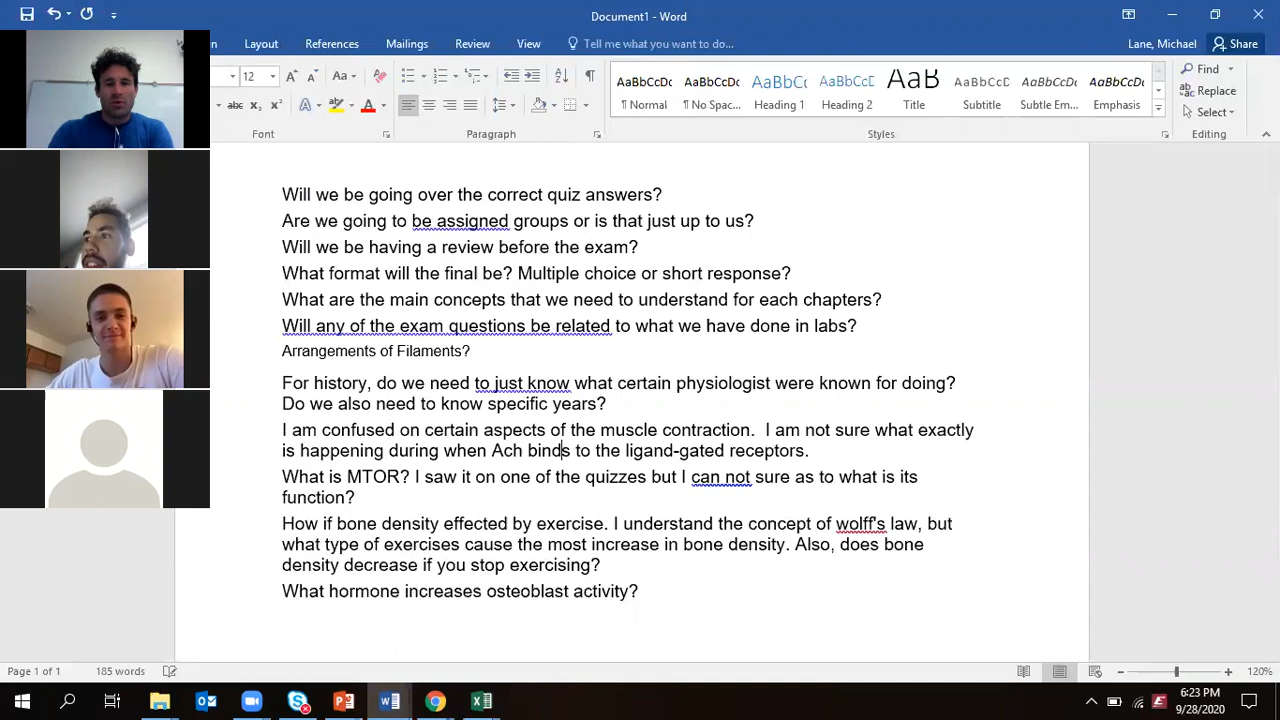 Document1 - Word
Layout References Mailings Review View Tell me what you want to do... Lane, Michael Share
12 Aa
AaBbCcDc AaBbCcDc AaBbCc AaBbCcD AaB AaBbCcD AaBbCcDc AaBbCcDc
¶ Normal ¶ No Spac... Heading 1 Heading 2 Title Subtitle Subtle Em... Emphasis
Find
Replace
Select
Font Paragraph Styles Editing
Will we be going over the correct quiz answers?
Are we going to be assigned groups or is that just up to us?
Will we be having a review before the exam?
What format will the final be? Multiple choice or short response?
What are the main concepts that we need to understand for each chapters?
Will any of the exam questions be related to what we have done in labs?
Arrangements of Filaments?
For history, do we need to just know what certain physiologist were known for doing?
Do we also need to know specific years?
I am confused on certain aspects of the muscle contraction.  I am not sure what exactly
is happening during when Ach binds to the ligand-gated receptors.
What is MTOR? I saw it on one of the quizzes but I can not sure as to what is its
function?
How if bone density effected by exercise. I understand the concept of wolff's law, but
what type of exercises cause the most increase in bone density. Also, does bone
density decrease if you stop exercising?
What hormone increases osteoblast activity?
Page 1 of 1 185 words 120%
6:23 PM
9/28/2020